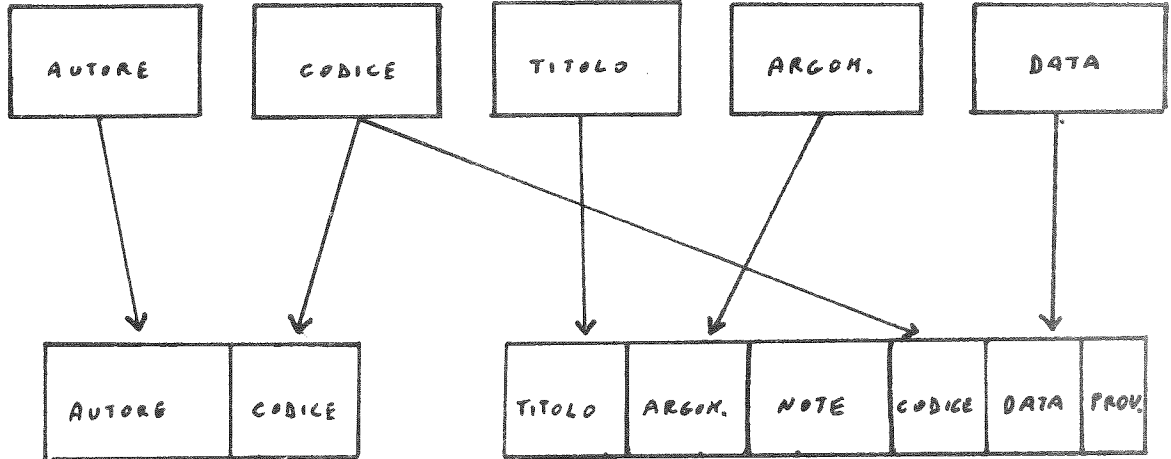 AUTORE CODICE TITOLO ARGOM. DATA
AUTORE CODICE TITOLO ARGOM. NOTE CODICE DATA PROV.